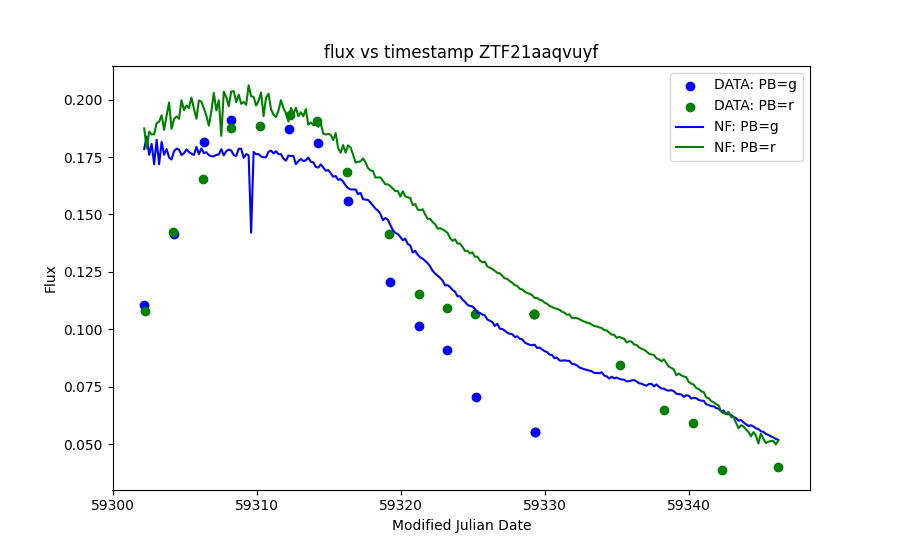 flux vs timestamp ZTF21aaqvuyf
DATA: PB=g
DATA: PB=r
NF: PB=g
NF: PB=r
0.200
0.175
0.150
0.125
0.100
0.075
0.050
Flux
59300
59310
59320
59330
59340
Modified Julian Date